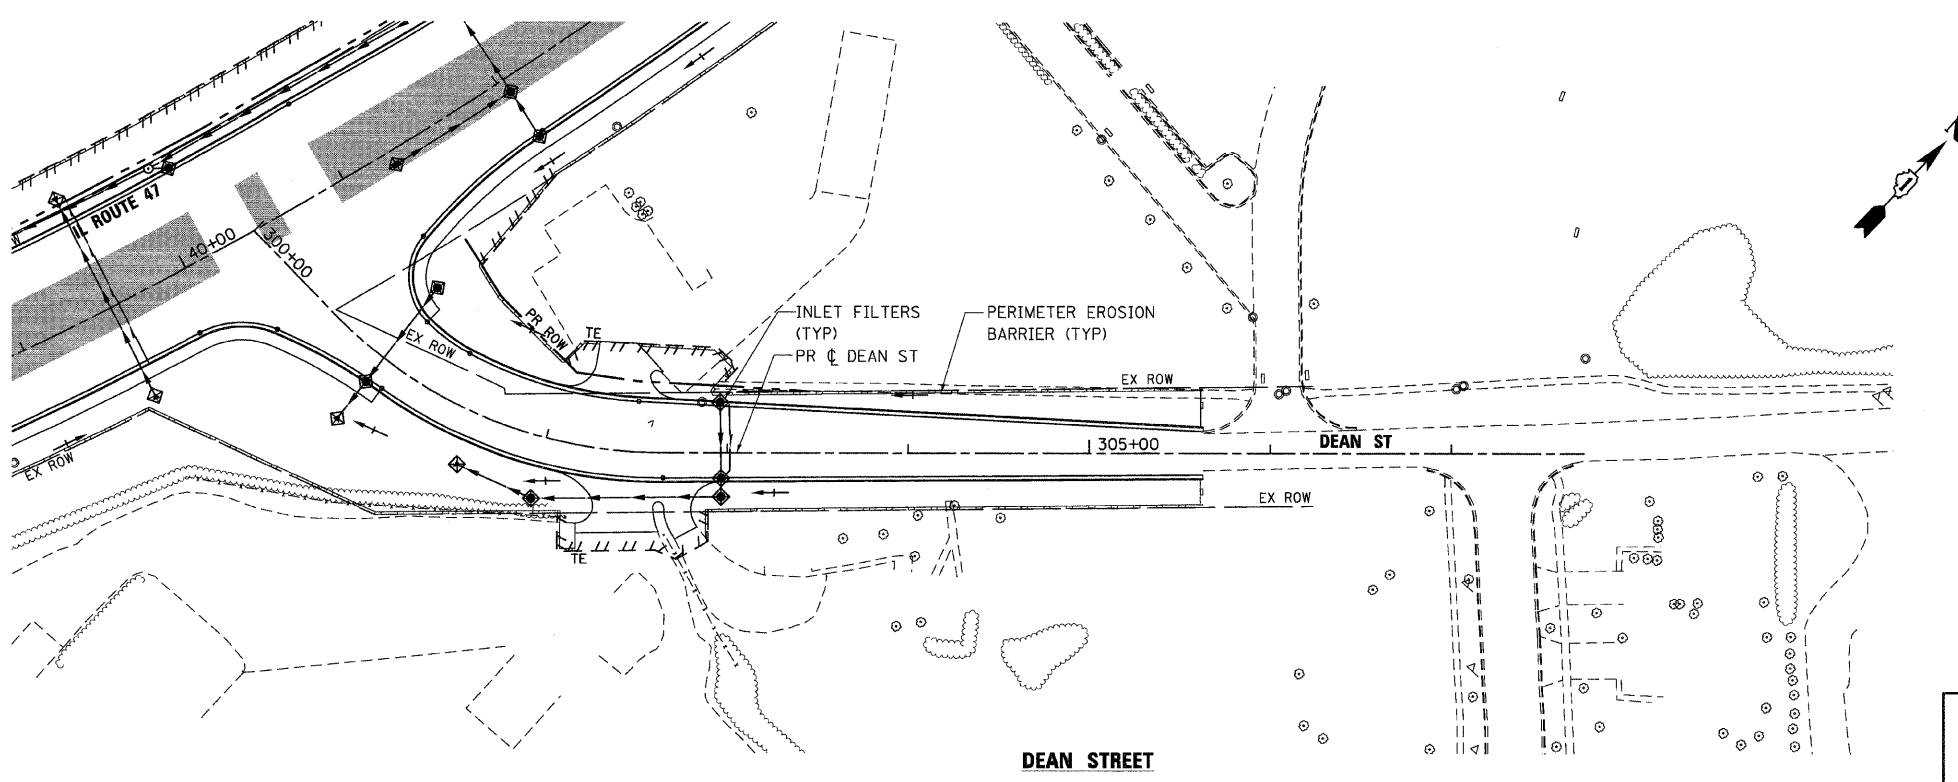 IL ROUTE 47
40+00
300+00
INLET FILTERS
(TYP)
PERIMETER EROSION
BARRIER (TYP)
PR ROW
TE
EX ROW
PR ℄ DEAN ST
EX ROW
305+00
DEAN ST
EX ROW
EX ROW
TE
DEAN STREET